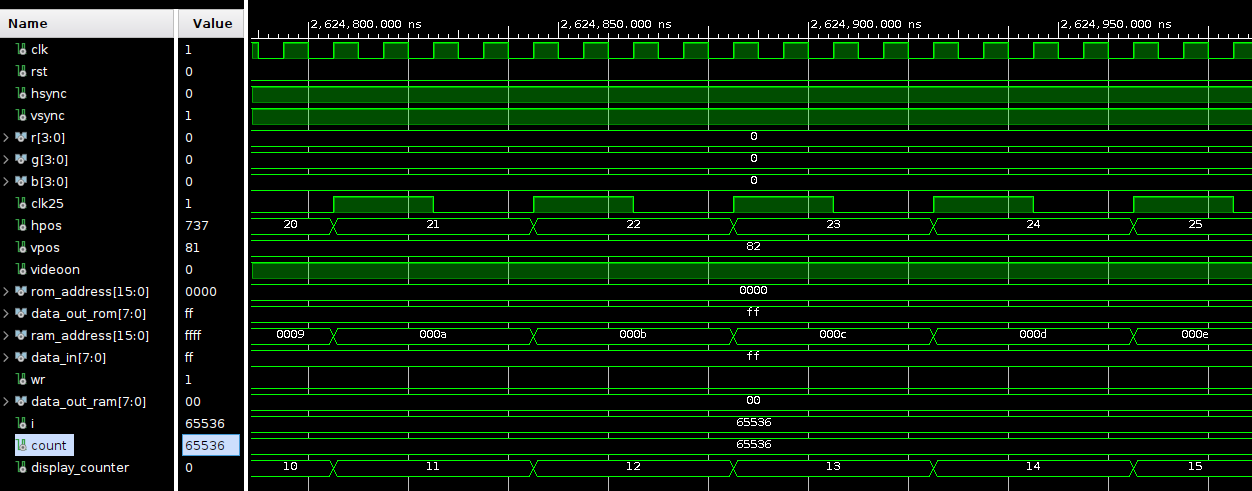 Name Value 2,624,800.000 ns 2,624,850.000 ns 2,624,900.000 ns 2,624,950.000 ns
clk 1
rst 0
hsync 0
vsync 1
r[3:0] 0 0
g[3:0] 0 0
b[3:0] 0 0
clk25 1
hpos 737 20 21 22 23 24 25
vpos 81 82
videoon 0
rom_address[15:0] 0000 0000
data_out_rom[7:0] ff ff
ram_address[15:0] ffff 0009 000a 000b 000c 000d 000e
data_in[7:0] ff ff
wr 1
data_out_ram[7:0] 00 00
i 65536 65536
count 65536 65536
display_counter 0 10 11 12 13 14 15